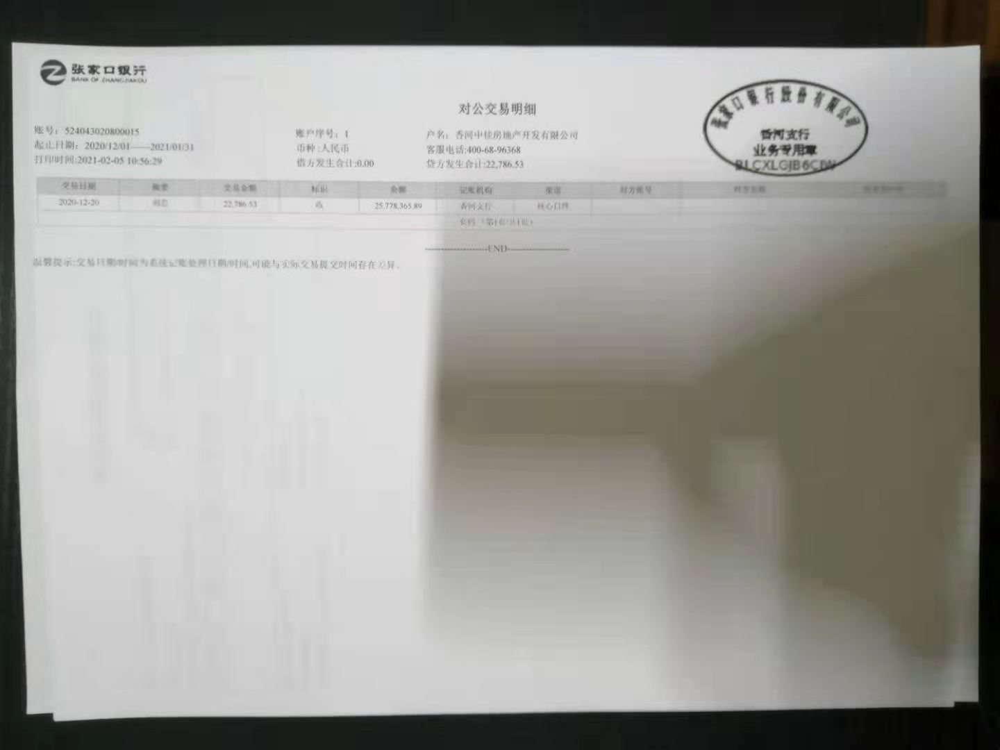 张家口银行
BANK OF ZHANGJIAKOU
对公交易明细
张家口银行股份有限公司
香河支行
业务专用章
账号：524043020800015 账户序号：1 户名：香河中佳房地产开发有限公司
起止日期：2020/12/01——2021/01/31 币种:人民币 客服电话:400-68-96368
打印时间:2021-02-05 10:56:29 借方发生合计:0.00 贷方发生合计:22,786.53
交易日期 摘要 交易金额 标识 余额 记账机构 渠道 对方账号 对方名称
2020-12-20 利息 22,786.53 收 25,778,365.89 香河支行 核心日终
页码（第1页/共1页）
--------------------END--------------------
温馨提示:交易日期/时间为系统记账处理日期/时间,可能与实际交易提交时间存在差异.